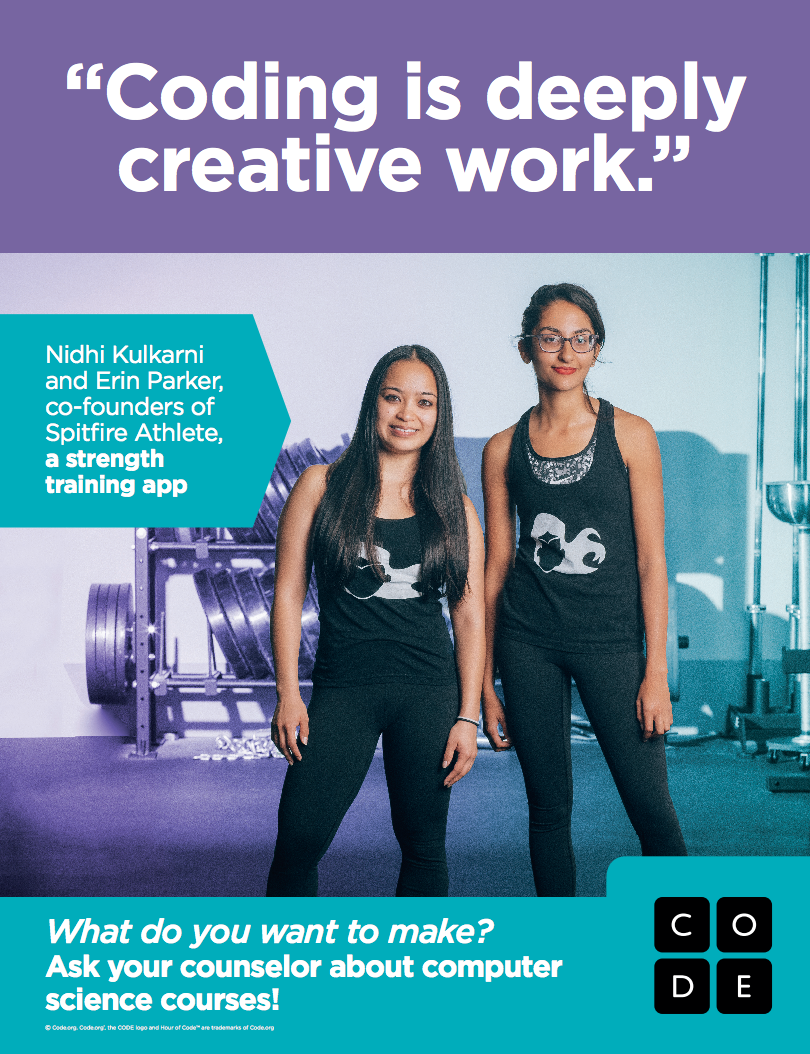 “Coding is deeply
creative work.”
Nidhi Kulkarni
and Erin Parker,
co-founders of
Spitfire Athlete,
a strength
training app
What do you want to make?
Ask your counselor about computer
science courses!
© Code.org. Code.org®, the CODE logo and Hour of Code™ are trademarks of Code.org
C O
D E